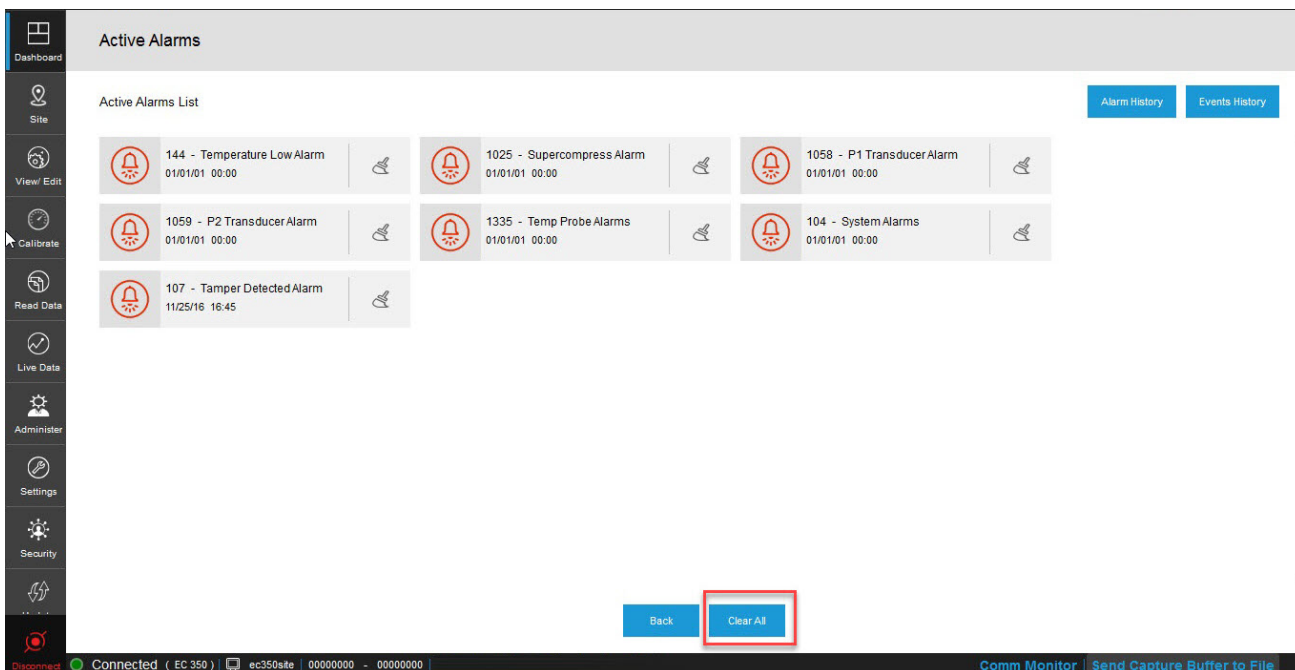 Active Alarms
Dashboard
Site
View/ Edit
Calibrate
Read Data
Live Data
Administer
Settings
Security
Disconnect
Active Alarms List
Alarm History
Events History
144 - Temperature Low Alarm
01/01/01 00:00
1025 - Supercompress Alarm
01/01/01 00:00
1058 - P1 Transducer Alarm
01/01/01 00:00
1059 - P2 Transducer Alarm
01/01/01 00:00
1335 - Temp Probe Alarms
01/01/01 00:00
104 - System Alarms
01/01/01 00:00
107 - Tamper Detected Alarm
11/25/16 16:45
Back
Clear All
Connected ( EC 350 ) | ec350site | 00000000 - 00000000 |
Comm Monitor | Send Capture Buffer to File